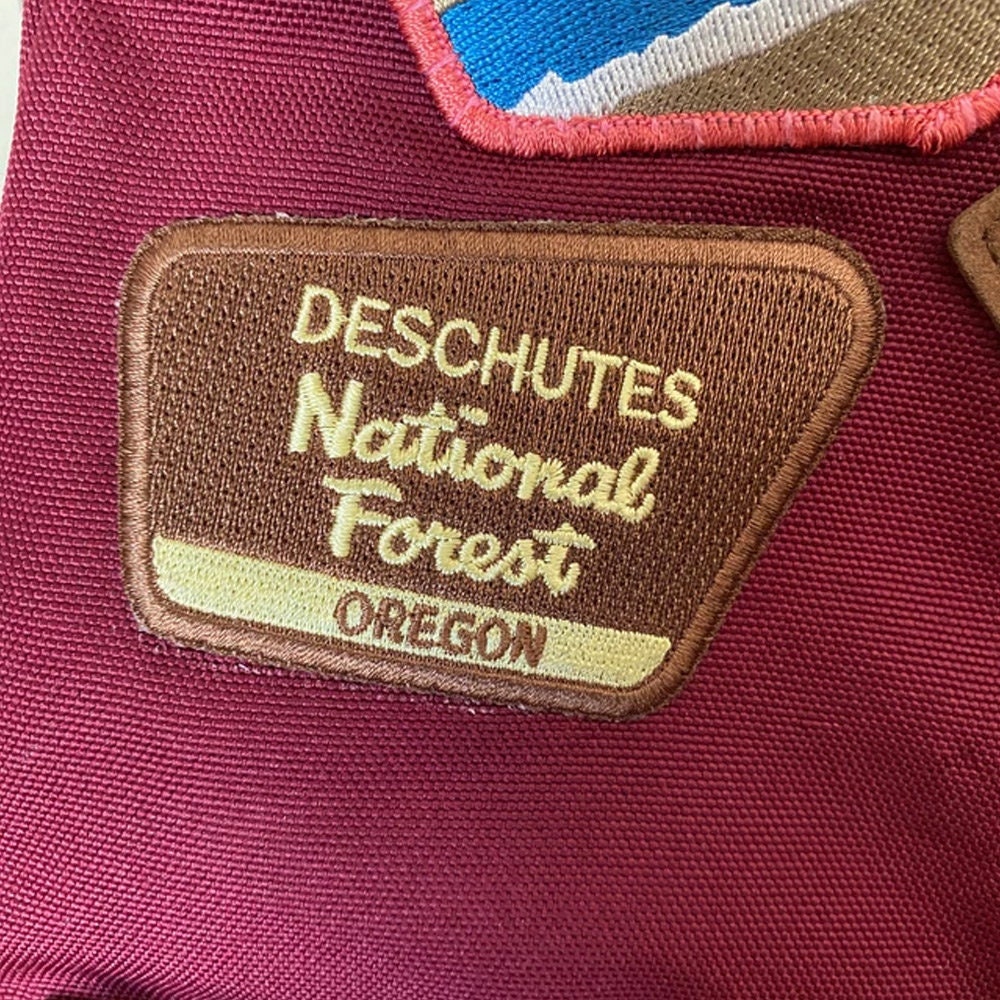 DESCHUTES
National
Forest
OREGON